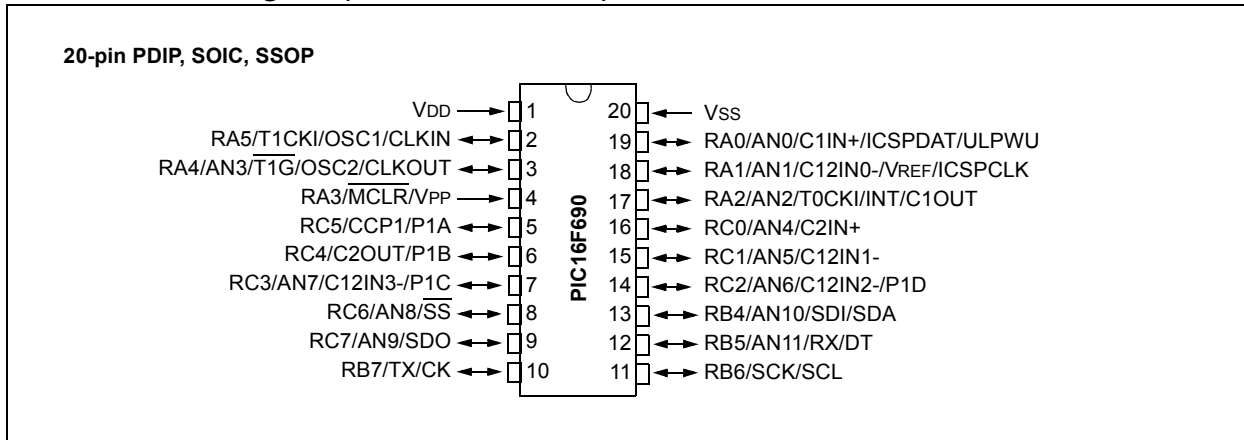 20-pin PDIP, SOIC, SSOP
VDD 1
RA5/T1CKI/OSC1/CLKIN 2
RA4/AN3/T1G/OSC2/CLKOUT 3
RA3/MCLR/VPP 4
RC5/CCP1/P1A 5
RC4/C2OUT/P1B 6
RC3/AN7/C12IN3-/P1C 7
RC6/AN8/SS 8
RC7/AN9/SDO 9
RB7/TX/CK 10
PIC16F690
20 VSS
19 RA0/AN0/C1IN+/ICSPDAT/ULPWU
18 RA1/AN1/C12IN0-/VREF/ICSPCLK
17 RA2/AN2/T0CKI/INT/C1OUT
16 RC0/AN4/C2IN+
15 RC1/AN5/C12IN1-
14 RC2/AN6/C12IN2-/P1D
13 RB4/AN10/SDI/SDA
12 RB5/AN11/RX/DT
11 RB6/SCK/SCL